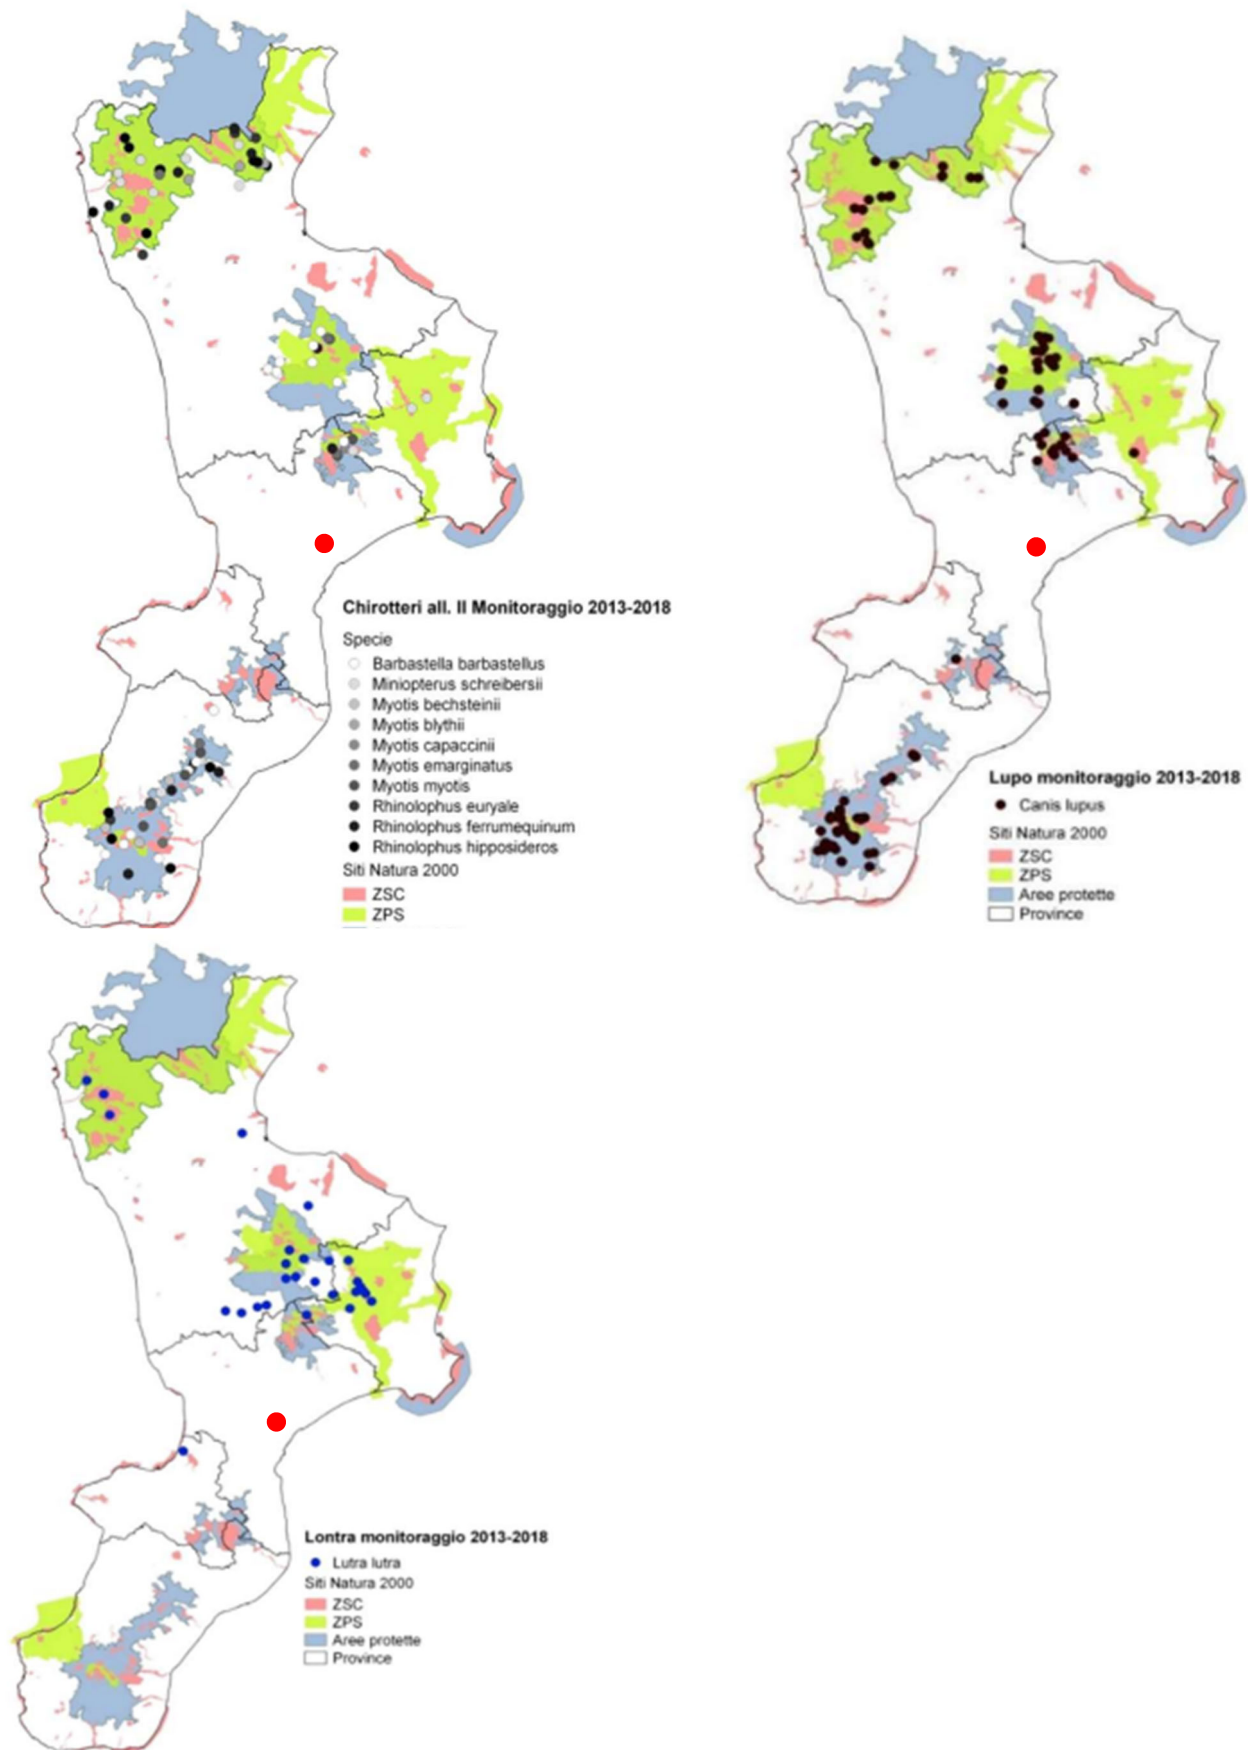 Chirotteri all. II Monitoraggio 2013-2018
Specie
Barbastella barbastellus
Miniopterus schreibersii
Myotis bechsteinii
Myotis blythii
Myotis capaccinii
Myotis emarginatus
Myotis myotis
Rhinolophus euryale
Rhinolophus ferrumequinum
Rhinolophus hipposideros
Siti Natura 2000
ZSC
ZPS
Lupo monitoraggio 2013-2018
Canis lupus
Siti Natura 2000
ZSC
ZPS
Aree protette
Province
Lontra monitoraggio 2013-2018
Lutra lutra
Siti Natura 2000
ZSC
ZPS
Aree protette
Province